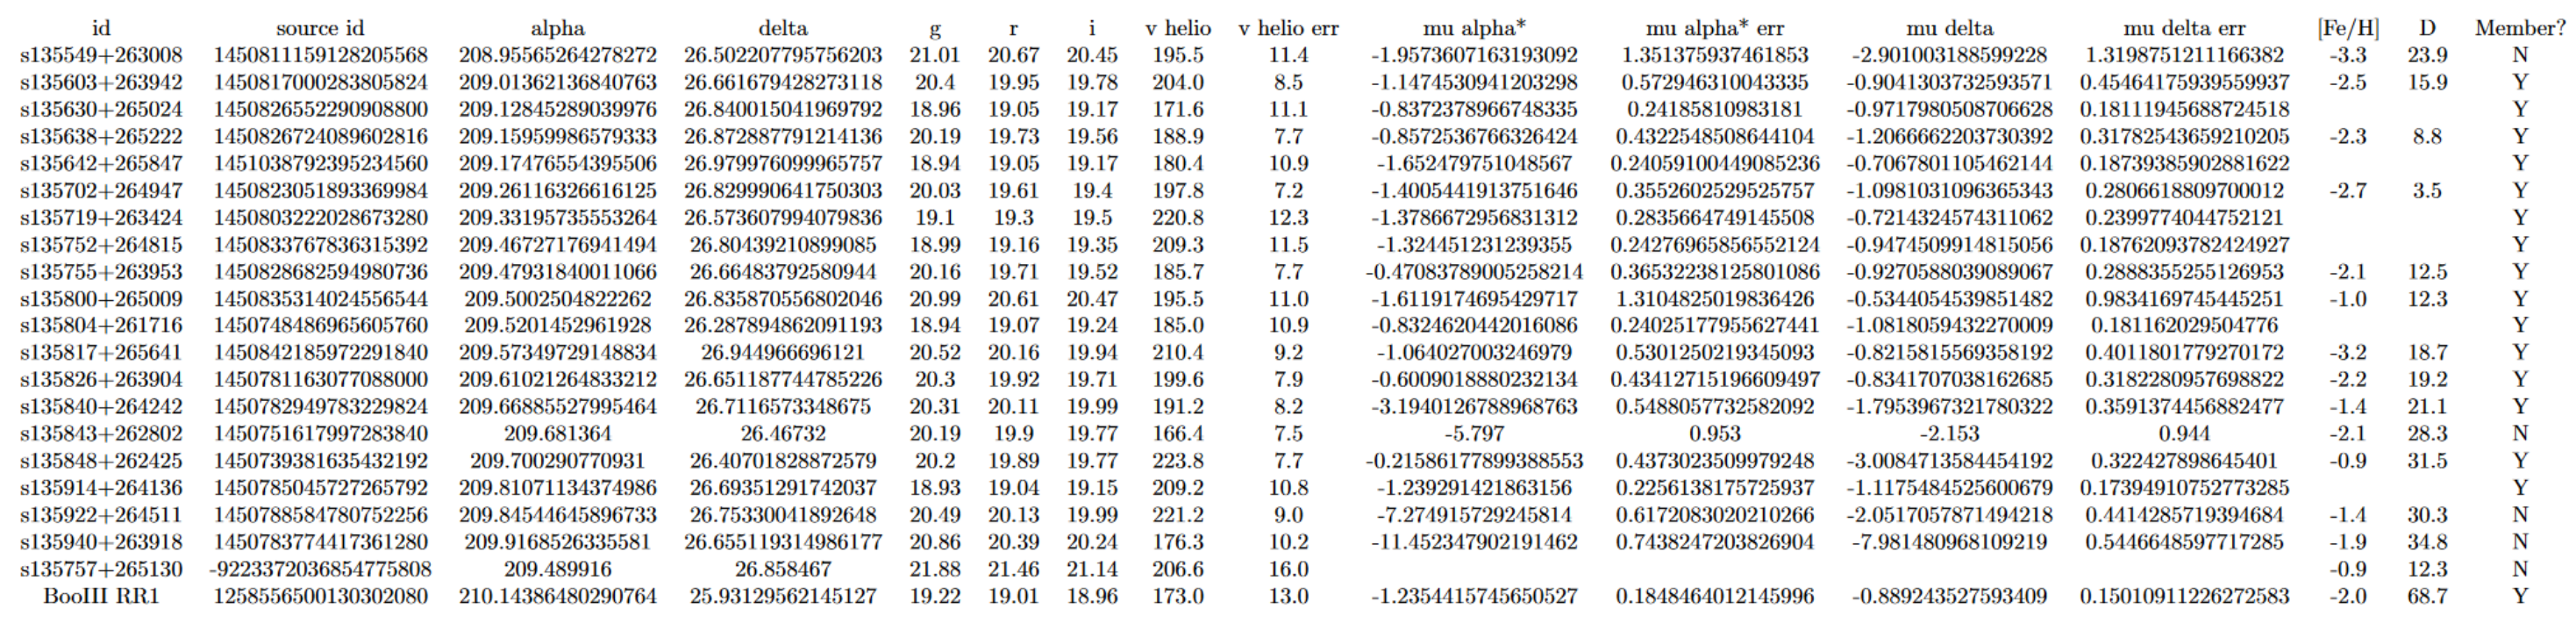 id source id alpha delta g r i v helio v helio err mu alpha* mu alpha* err mu delta mu delta err [Fe/H] D Member?
s135549+263008 1450811159128205568 208.95565264278272 26.502207795756203 21.01 20.67 20.45 195.5 11.4 -1.9573607163193092 1.351375937461853 -2.901003188599228 1.3198751211166382 -3.3 23.9 N
s135603+263942 1450817000283805824 209.01362136840763 26.661679428273118 20.4 19.95 19.78 204.0 8.5 -1.1474530941203298 0.572946310043335 -0.9041303732593571 0.45464175939559937 -2.5 15.9 Y
s135630+265024 1450826552290908800 209.12845289039976 26.840015041969792 18.96 19.05 19.17 171.6 11.1 -0.8372378966748335 0.24185810983181 -0.9717980508706628 0.18111945688724518 Y
s135638+265222 1450826724089602816 209.15959986579333 26.872887791214136 20.19 19.73 19.56 188.9 7.7 -0.8572536766326424 0.4322548508644104 -1.2066662203730392 0.31782543659210205 -2.3 8.8 Y
s135642+265847 1451038792395234560 209.17476554395506 26.979976099965757 18.94 19.05 19.17 180.4 10.9 -1.652479751048567 0.24059100449085236 -0.7067801105462144 0.18739385902881622 Y
s135702+264947 1450823051893369984 209.26116326616125 26.829990641750303 20.03 19.61 19.4 197.8 7.2 -1.4005441913751646 0.3552602529525757 -1.0981031096365343 0.2806618809700012 -2.7 3.5 Y
s135719+263424 1450803222028673280 209.33195735553264 26.573607994079836 19.1 19.3 19.5 220.8 12.3 -1.3786672956831312 0.2835664749145508 -0.7214324574311062 0.2399774044752121 Y
s135752+264815 1450833767836315392 209.46727176941494 26.80439210899085 18.99 19.16 19.35 209.3 11.5 -1.324451231239355 0.24276965856552124 -0.9474509914815056 0.18762093782424927 Y
s135755+263953 1450828682594980736 209.47931840011066 26.66483792580944 20.16 19.71 19.52 185.7 7.7 -0.47083789005258214 0.36532238125801086 -0.9270588039089067 0.2888355255126953 -2.1 12.5 Y
s135800+265009 1450835314024556544 209.5002504822262 26.835870556802046 20.99 20.61 20.47 195.5 11.0 -1.6119174695429717 1.3104825019836426 -0.5344054539851482 0.9834169745445251 -1.0 12.3 Y
s135804+261716 1450748486965605760 209.5201452961928 26.287894862091193 18.94 19.07 19.24 185.0 10.9 -0.8324620442016086 0.24025177955627441 -1.0818059432270009 0.181162029504776 Y
s135817+265641 1450842185972291840 209.57349729148834 26.944966696121 20.52 20.16 19.94 210.4 9.2 -1.064027003246979 0.5301250219345093 -0.8215815569358192 0.4011801779270172 -3.2 18.7 Y
s135826+263904 1450781163077088000 209.61021264833212 26.651187744785226 20.3 19.92 19.71 199.6 7.9 -0.6009018880232134 0.43412715196609497 -0.8341707038162685 0.3182280957698822 -2.2 19.2 Y
s135840+264242 1450782949783229824 209.66885527995464 26.7116573348675 20.31 20.11 19.99 191.2 8.2 -3.1940126788968763 0.5488057732582092 -1.7953967321780322 0.3591374456882477 -1.4 21.1 Y
s135843+262802 1450751617997283840 209.681364 26.46732 20.19 19.9 19.77 166.4 7.5 -5.797 0.953 -2.153 0.944 -2.1 28.3 N
s135848+262425 1450739381635432192 209.700290770931 26.40701828872579 20.2 19.89 19.77 223.8 7.7 -0.21586177899388553 0.4373023509979248 -3.0084713584454192 0.322427898645401 -0.9 31.5 Y
s135914+264136 1450785045727265792 209.81071134374986 26.69351291742037 18.93 19.04 19.15 209.2 10.8 -1.239291421863156 0.2256138175725937 -1.1175484525600679 0.17394910752773285 Y
s135922+264511 1450788584780752256 209.84544645896733 26.75330041892648 20.49 20.13 19.99 221.2 9.0 -7.274915729245814 0.6172083020210266 -2.0517057871494218 0.4414285719394684 -1.4 30.3 N
s135940+263918 1450783774417361280 209.9168526335581 26.655119314986177 20.86 20.39 20.24 176.3 10.2 -11.452347902191462 0.7438247203826904 -7.981480968109219 0.5446648597717285 -1.9 34.8 N
s135757+265130 -9223372036854775808 209.489916 26.858467 21.88 21.46 21.14 206.6 16.0 -0.9 12.3 N
BooIII RR1 1258556500130302080 210.14386480290764 25.93129562145127 19.22 19.01 18.96 173.0 13.0 -1.2354415745650527 0.1848464012145996 -0.889243527593409 0.15010911226272583 -2.0 68.7 Y